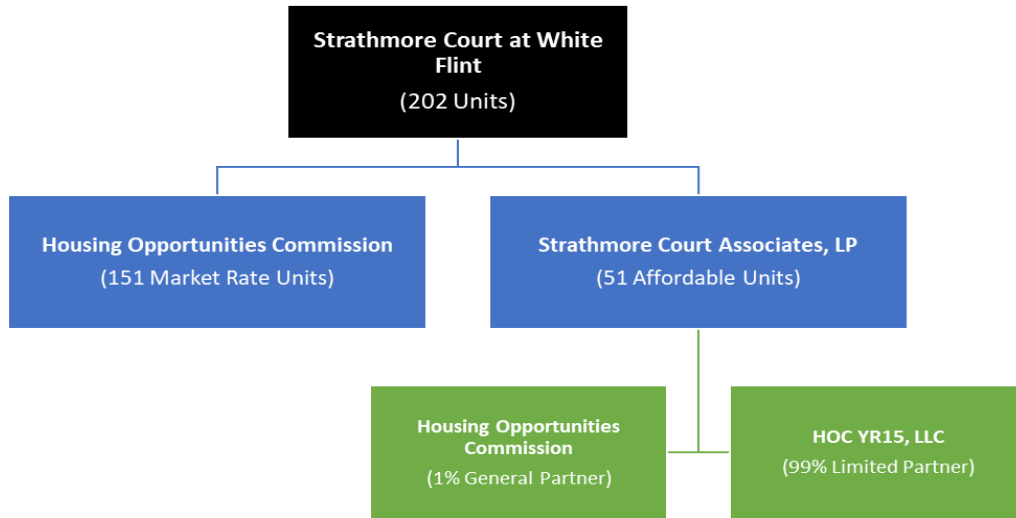 Strathmore Court at White
Flint
(202 Units)
Housing Opportunities Commission
(151 Market Rate Units)
Strathmore Court Associates, LP
(51 Affordable Units)
Housing Opportunities
Commission
(1% General Partner)
HOC YR15, LLC
(99% Limited Partner)